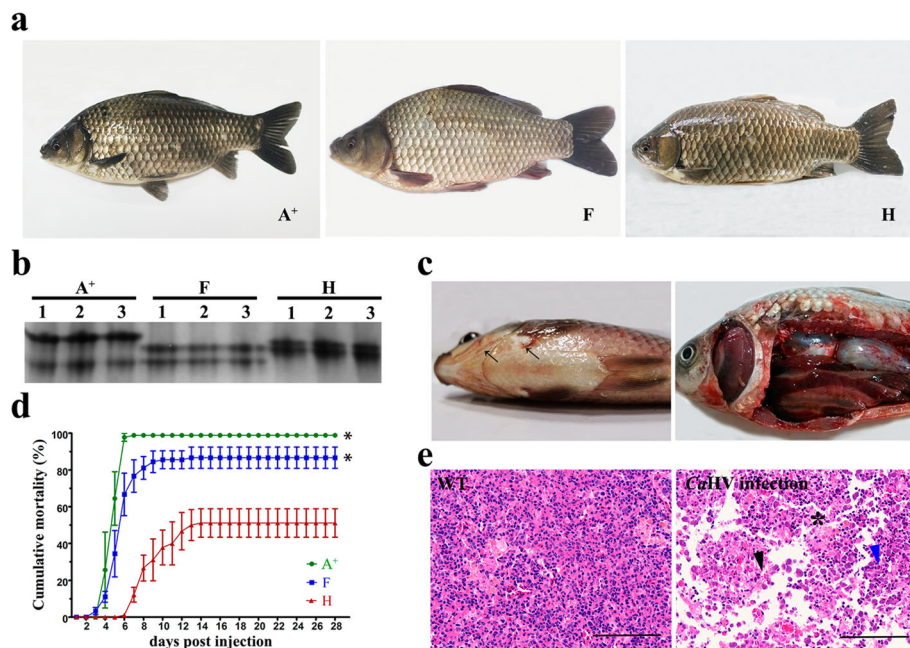 a
A+ F H
b
A+ F H
1 2 3 1 2 3 1 2 3
c
d
Cumulative mortality (%)
100
80
60
40
20
0
A+
F
H
*
*
2 4 6 8 10 12 14 16 18 20 22 24 26 28
days post injection
e
WT
CaHV infection
*